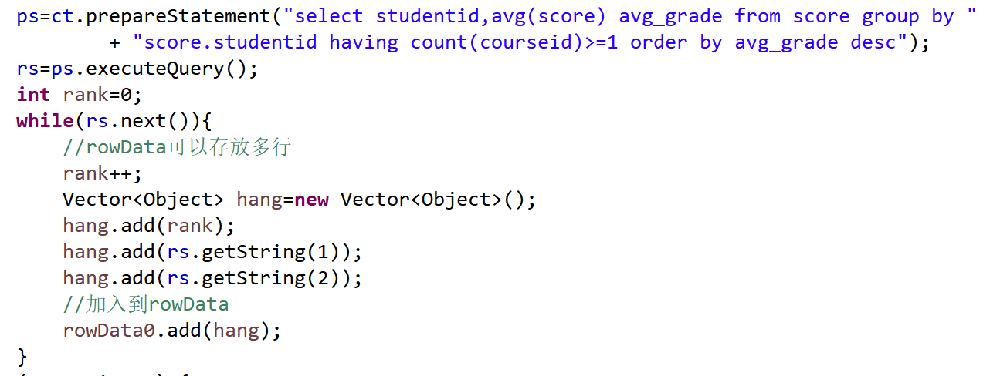 ps=ct.prepareStatement("select studentid,avg(score) avg_grade from score group by "
        + "score.studentid having count(courseid)>=1 order by avg_grade desc");
rs=ps.executeQuery();
int rank=0;
while(rs.next()){
    //rowData可以存放多行
    rank++;
    Vector<Object> hang=new Vector<Object>();
    hang.add(rank);
    hang.add(rs.getString(1));
    hang.add(rs.getString(2));
    //加入到rowData
    rowData0.add(hang);
}